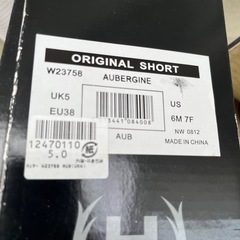 ORIGINAL SHORT
W23758
AUBERGINE
UK5
US
EU38
6M 7F
AUB
NW 0812
MADE IN CHINA
12470110
5.0